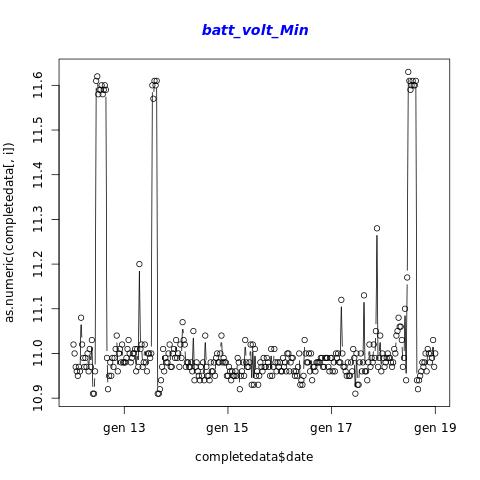 batt_volt_Min
as.numeric(completedata[, i])
11.6
11.5
11.4
11.3
11.2
11.1
11.0
10.9
gen 13
gen 15
gen 17
gen 19
completedata$date